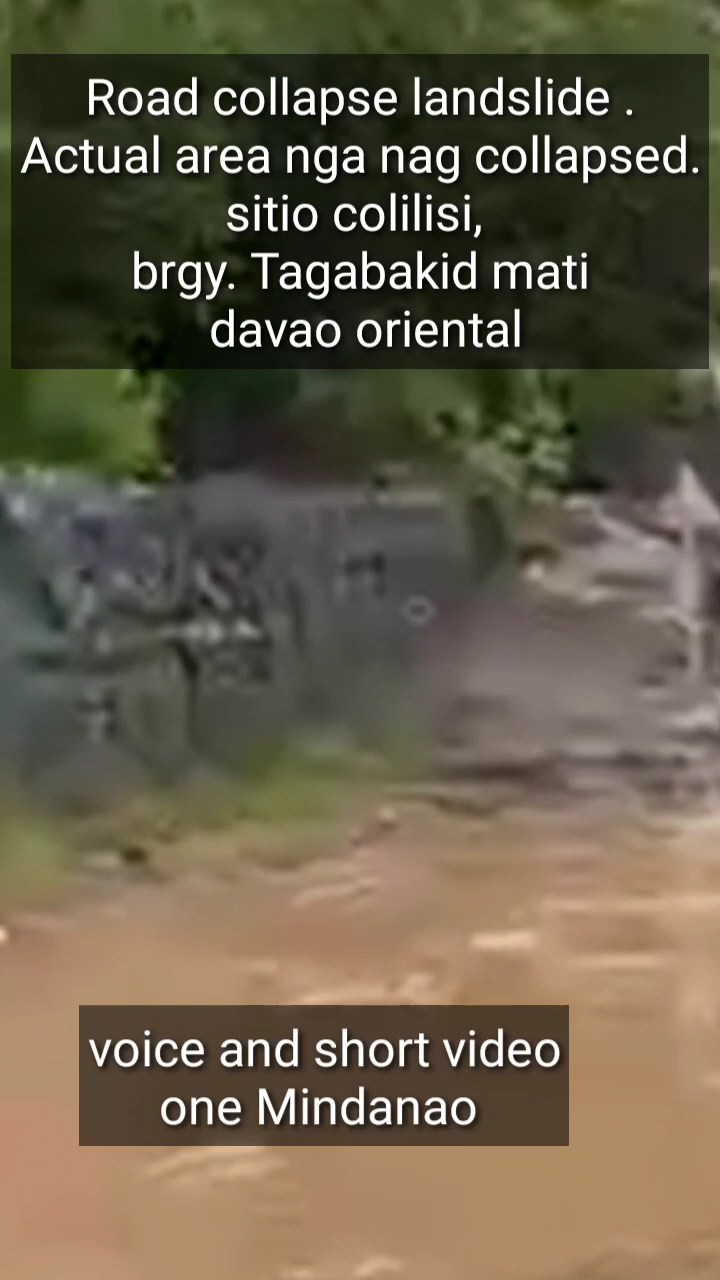 Road collapse landslide .
Actual area nga nag collapsed.
sitio colilisi,
brgy. Tagabakid mati
davao oriental
voice and short video
one Mindanao